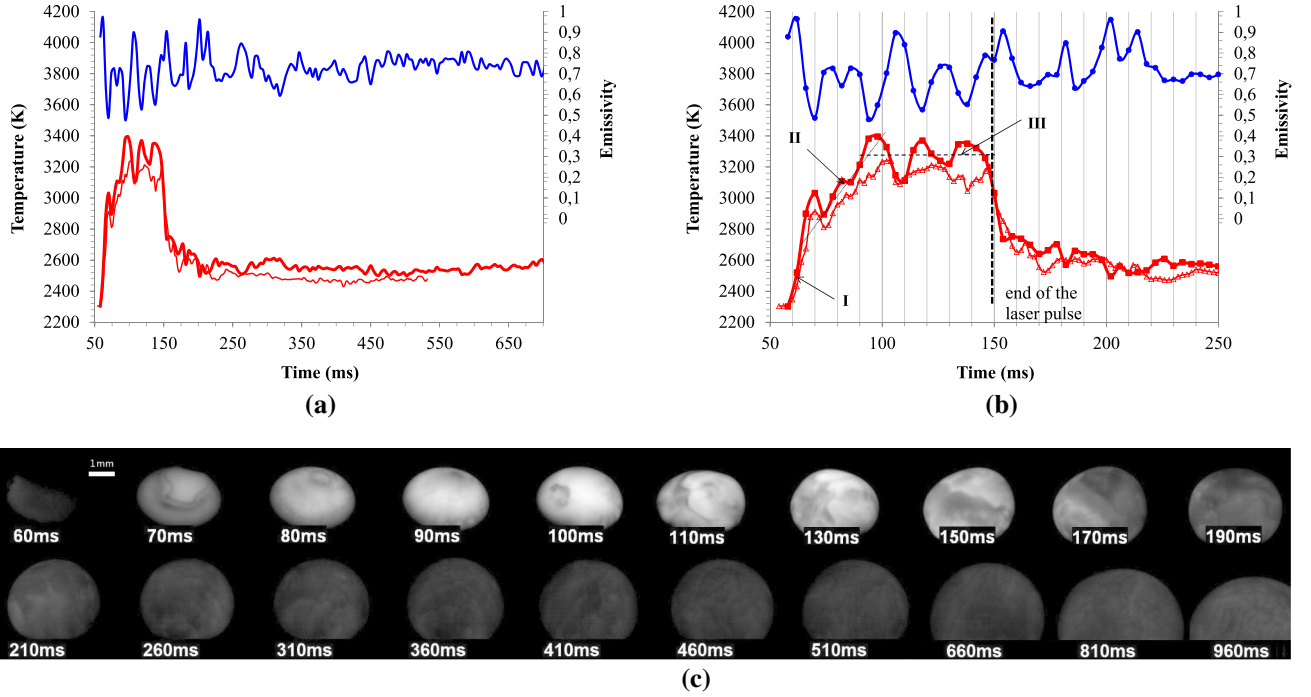 4200
4000
3800
3600
3400
3200
3000
2800
2600
2400
2200
Temperature (K)
1
0,9
0,8
0,7
0,6
0,5
0,4
0,3
0,2
0,1
0
Emissivity
50 150 250 350 450 550 650
Time (ms)
(a)
4200
4000
3800
3600
3400
3200
3000
2800
2600
2400
2200
Temperature (K)
II
III
I
end of the
laser pulse
1
0,9
0,8
0,7
0,6
0,5
0,4
0,3
0,2
0,1
0
Emissivity
50 100 150 200 250
Time (ms)
(b)
1mm
60ms 70ms 80ms 90ms 100ms 110ms 130ms 150ms 170ms 190ms
210ms 260ms 310ms 360ms 410ms 460ms 510ms 660ms 810ms 960ms
(c)